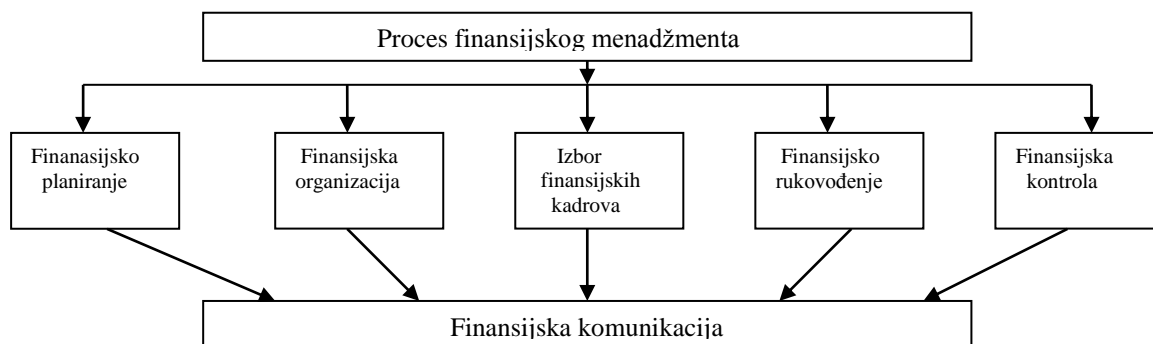 Proces finansijskog menadžmenta
Finanasijsko
planiranje
Finansijska
organizacija
Izbor
finansijskih
kadrova
Finansijsko
rukovođenje
Finansijska
kontrola
Finansijska komunikacija